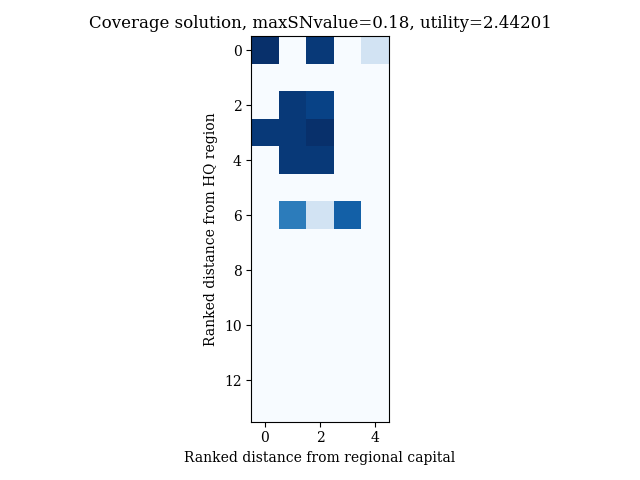 Coverage solution, maxSNvalue=0.18, utility=2.44201
Ranked distance from HQ region
0
2
4
6
8
10
12
0 2 4
Ranked distance from regional capital